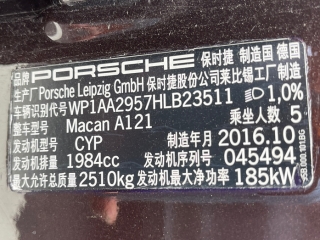 品牌 PORSCHE 保时捷 制造国 德国
生产厂 Porsche Leipzig GmbH 保时捷股份公司莱比锡工厂制造
车辆识别代号 WP1AA2957HLB23511 1,0%
整车型号 Macan A121 乘坐人数 5
发动机型号 CYP 制造年月 2016.10
发动机排量 1984cc 发动机序列号 045494
最大允许总质量 2510kg 发动机最大净功率 185kW